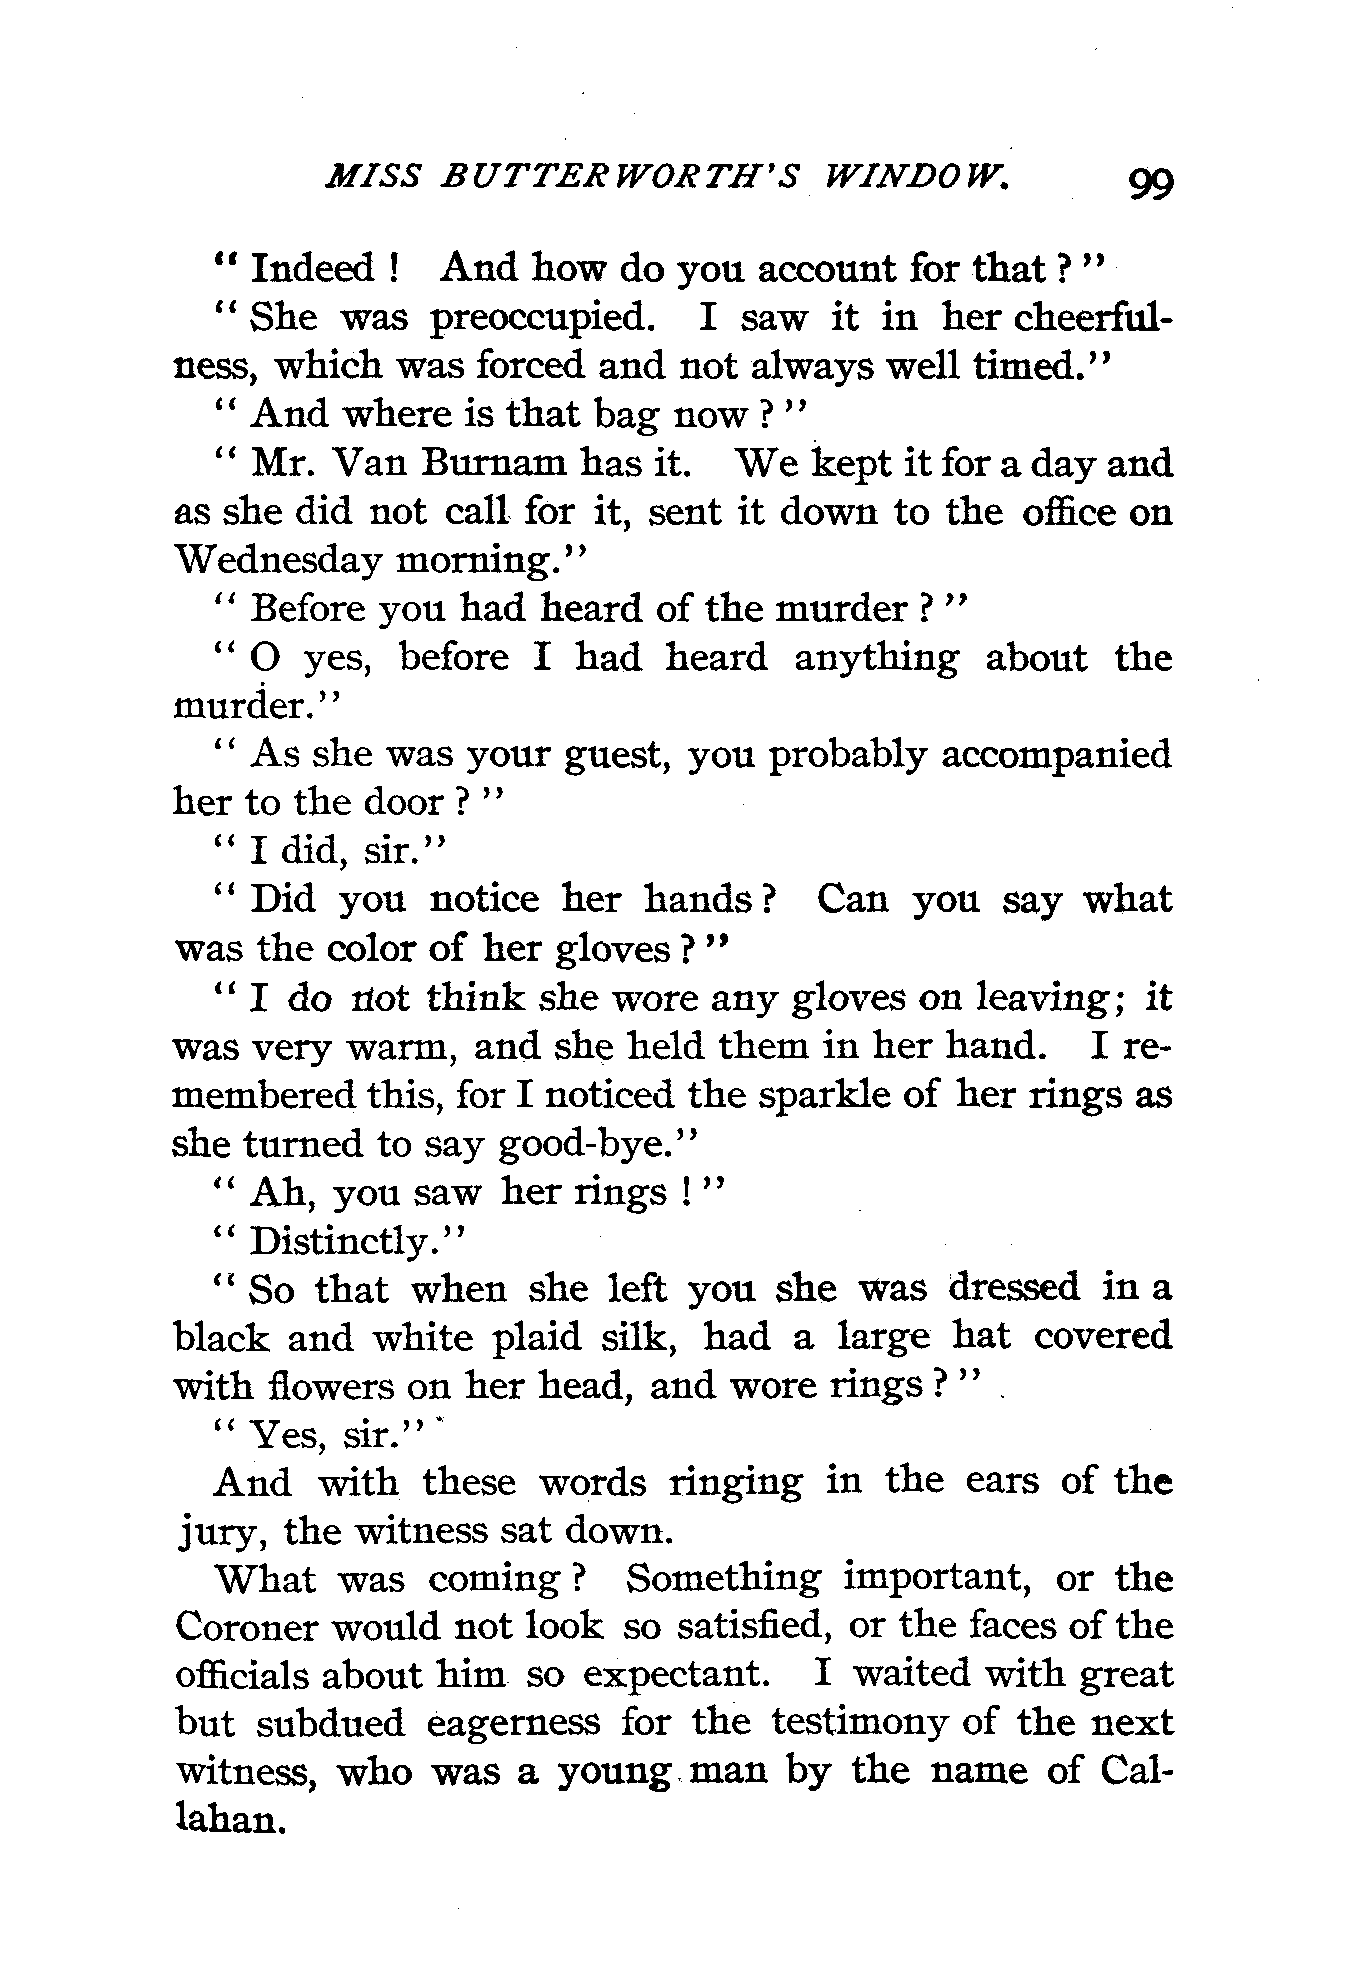 MISS BUTTERWORTH'S WINDOW. 99
" Indeed ! And how do you account for that ? "
" She was preoccupied. I saw it in her cheerful-
ness, which was forced and not always well timed."
" And where is that bag now ? "
" Mr. Van Burnam has it. We kept it for a day and
as she did not call for it, sent it down to the office on
Wednesday morning."
" Before you had heard of the murder ? "
" O yes, before I had heard anything about the
murder."
" As she was your guest, you probably accompanied
her to the door ? "
" I did, sir."
" Did you notice her hands ? Can you say what
was the color of her gloves ? "
" I do not think she wore any gloves on leaving; it
was very warm, and she held them in her hand. I re-
membered this, for I noticed the sparkle of her rings as
she turned to say good-bye."
" Ah, you saw her rings ! "
" Distinctly."
" So that when she left you she was dressed in a
black and white plaid silk, had a large hat covered
with flowers on her head, and wore rings ? "
" Yes, sir."
And with these words ringing in the ears of the
jury, the witness sat down.
What was coming ? Something important, or the
Coroner would not look so satisfied, or the faces of the
officials about him so expectant. I waited with great
but subdued eagerness for the testimony of the next
witness, who was a young man by the name of Cal-
lahan.